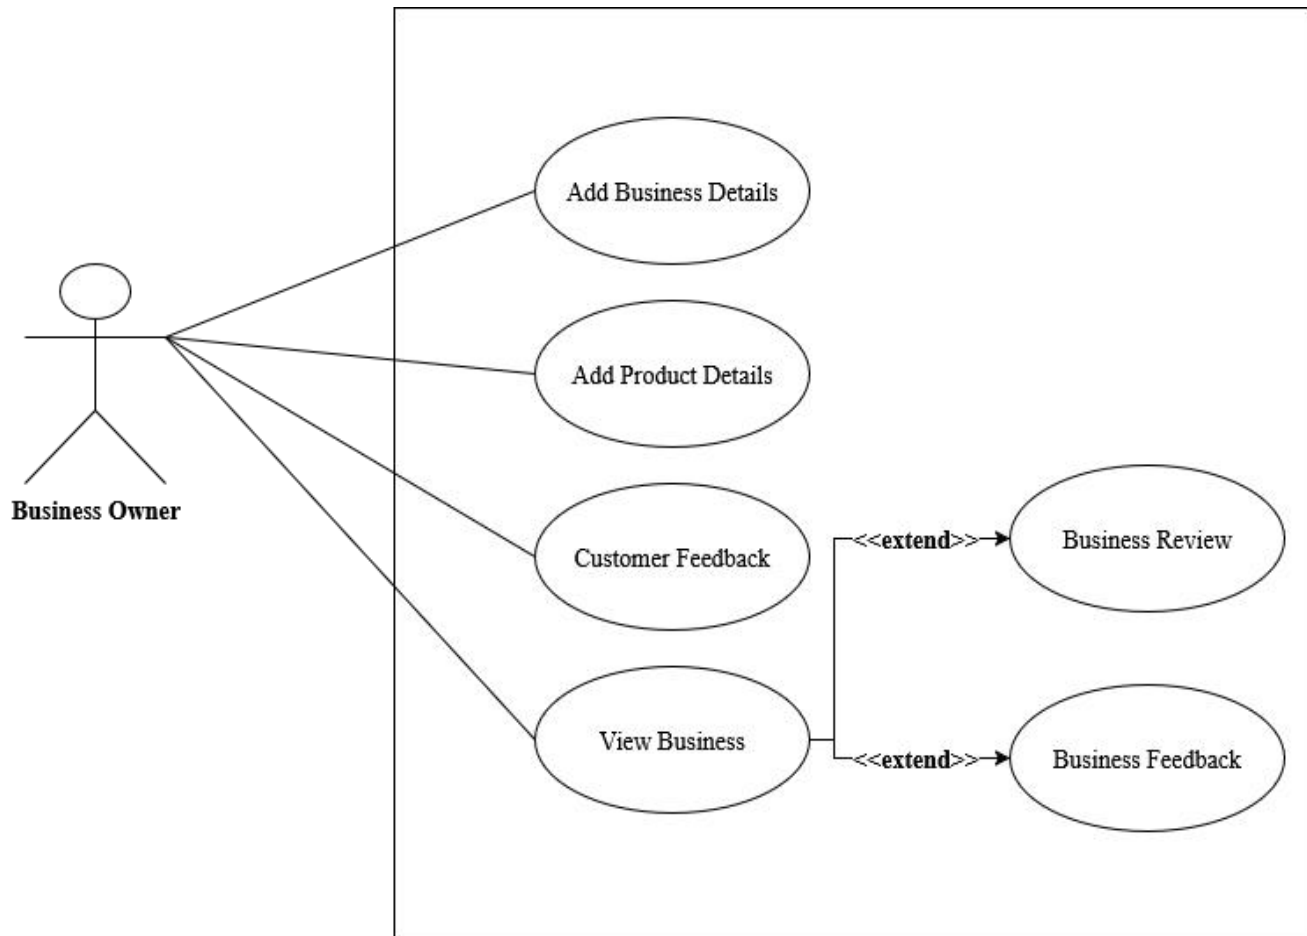 Add Business Details
Add Product Details
Business Owner
Customer Feedback
<<extend>>
Business Review
View Business
<<extend>>
Business Feedback